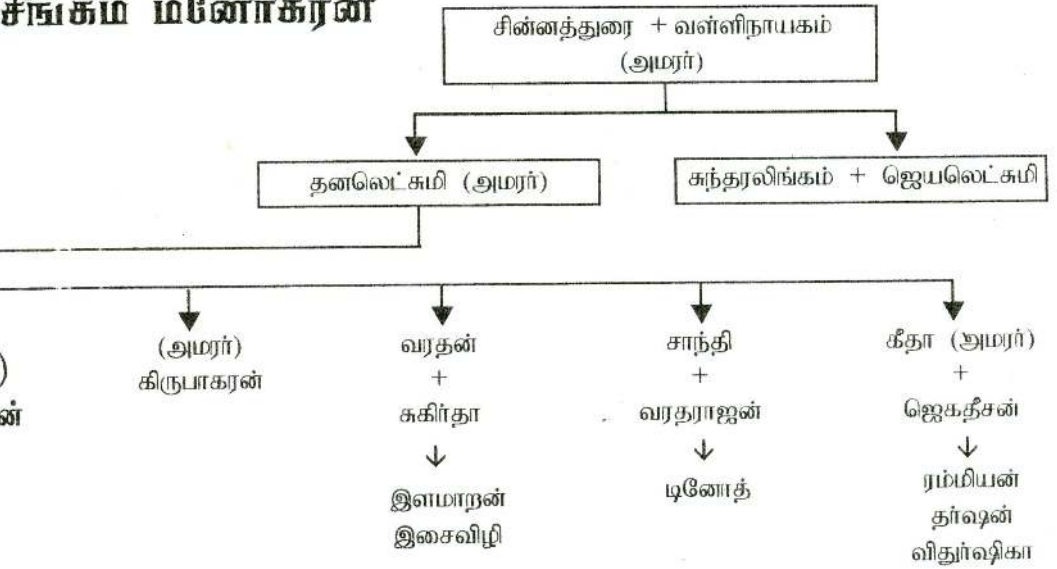 மனோகரன்
சின்னத்துரை + வள்ளிநாயகம்
(அமரர்)
தனலெட்சுமி (அமரர்)
சுந்தரலிங்கம் + ஜெயலெட்சுமி
(அமரர்)
கிருபாகரன்
வரதன்
+
சுகிர்தா
இளமாறன்
இசைவிழி
சாந்தி
+
வரதராஜன்
டினோத்
கீதா (அமரர்)
+
ஜெகதீசன்
ரம்மியன்
தர்ஷன்
விதுர்ஷிகா